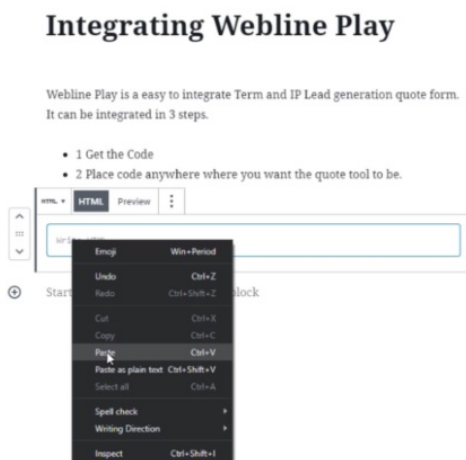 Integrating Webline Play
Webline Play is a easy to integrate Term and IP Lead generation quote form.
It can be integrated in 3 steps.
• 1 Get the Code
• 2 Place code anywhere where you want the quote tool to be.
HTML HTML Preview
Emoji Win+Period
Undo Ctrl+Z
Redo Ctrl+Shift+Z
Cut Ctrl+X
Copy Ctrl+C
Paste Ctrl+V
Paste as plain text Ctrl+Shift+V
Select all Ctrl+A
Spell check
Writing Direction
Inspect Ctrl+Shift+I